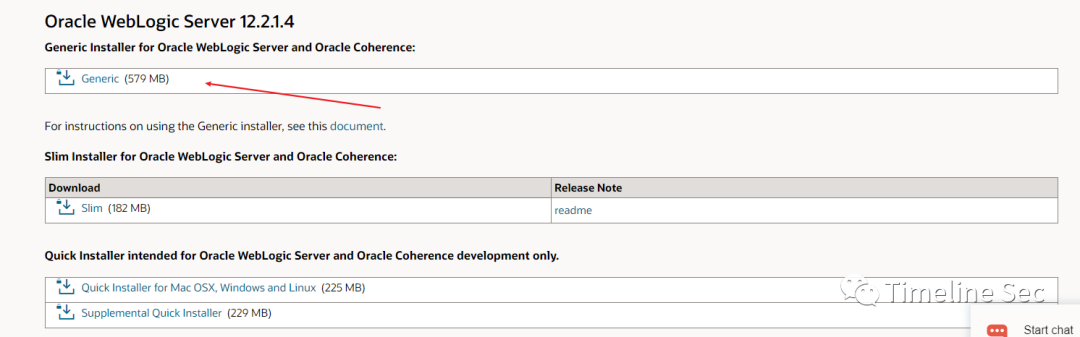 Oracle WebLogic Server 12.2.1.4
Generic Installer for Oracle WebLogic Server and Oracle Coherence:
Generic (579 MB)
For instructions on using the Generic installer, see this document.
Slim Installer for Oracle WebLogic Server and Oracle Coherence:
Download Release Note
Slim (182 MB) readme
Quick Installer intended for Oracle WebLogic Server and Oracle Coherence development only.
Quick Installer for Mac OSX, Windows and Linux (225 MB)
Supplemental Quick Installer (229 MB)
Timeline Sec
Start chat